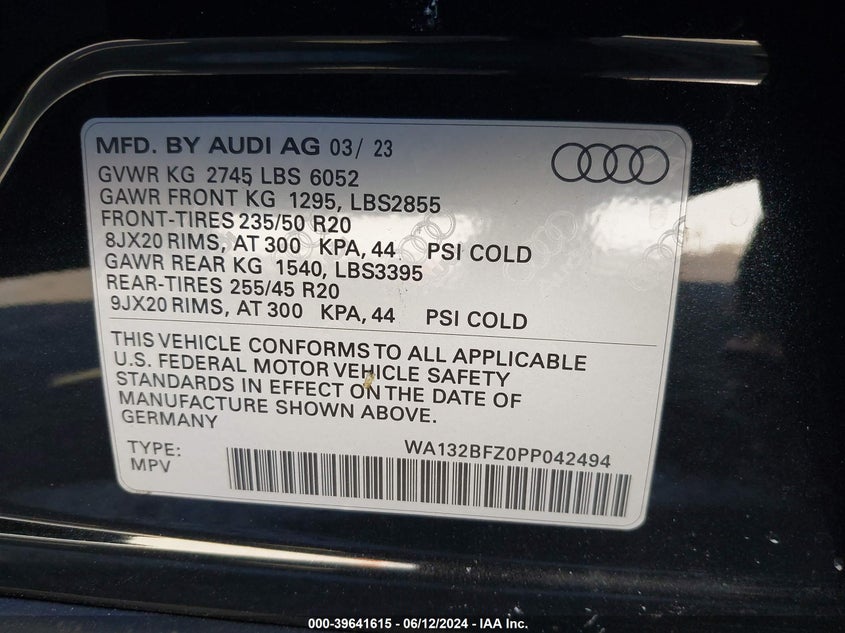 MFD. BY AUDI AG 03/ 23
GVWR KG 2745 LBS 6052
GAWR FRONT KG 1295, LBS2855
FRONT-TIRES 235/50 R20
8JX20 RIMS, AT 300 KPA, 44 PSI COLD
GAWR REAR KG 1540, LBS3395
REAR-TIRES 255/45 R20
9JX20 RIMS, AT 300 KPA, 44 PSI COLD
THIS VEHICLE CONFORMS TO ALL APPLICABLE
U.S. FEDERAL MOTOR VEHICLE SAFETY
STANDARDS IN EFFECT ON THE DATE OF
MANUFACTURE SHOWN ABOVE.
GERMANY
TYPE: WA132BFZ0PP042494
MPV
000-39641615 - 06/12/2024 - IAA Inc.